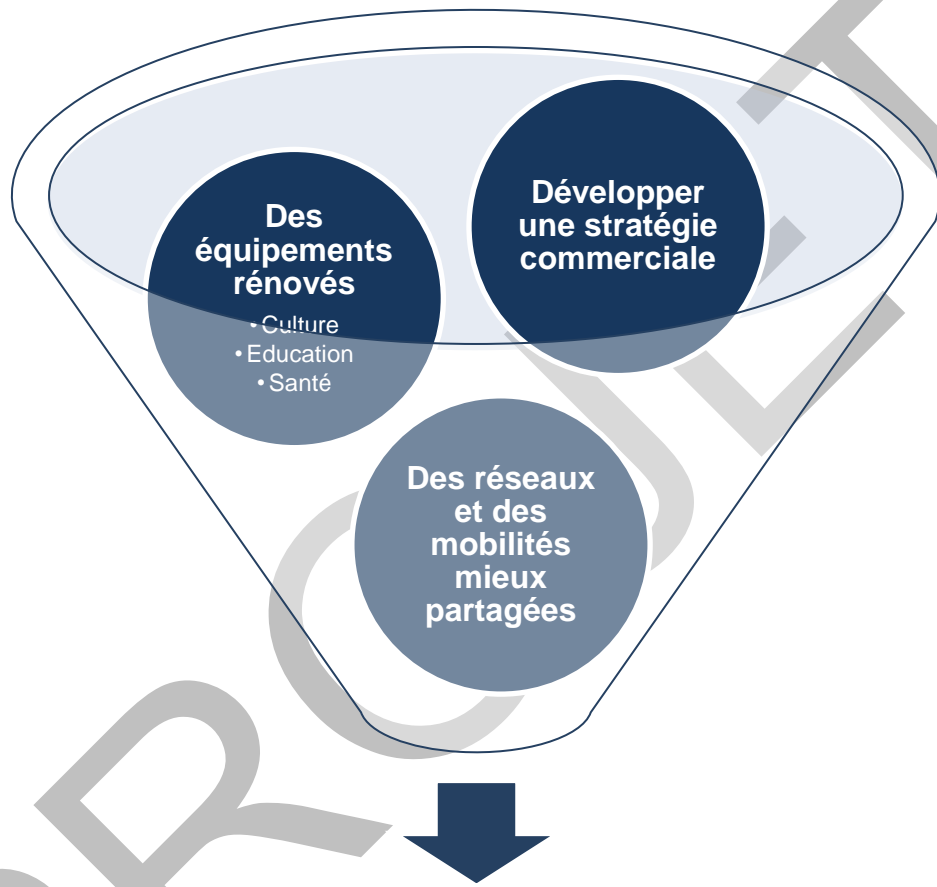 Des
équipements
rénovés
• Culture
• Education
• Santé
Développer
une stratégie
commerciale
Des réseaux
et des
mobilités
mieux
partagées
PROJET